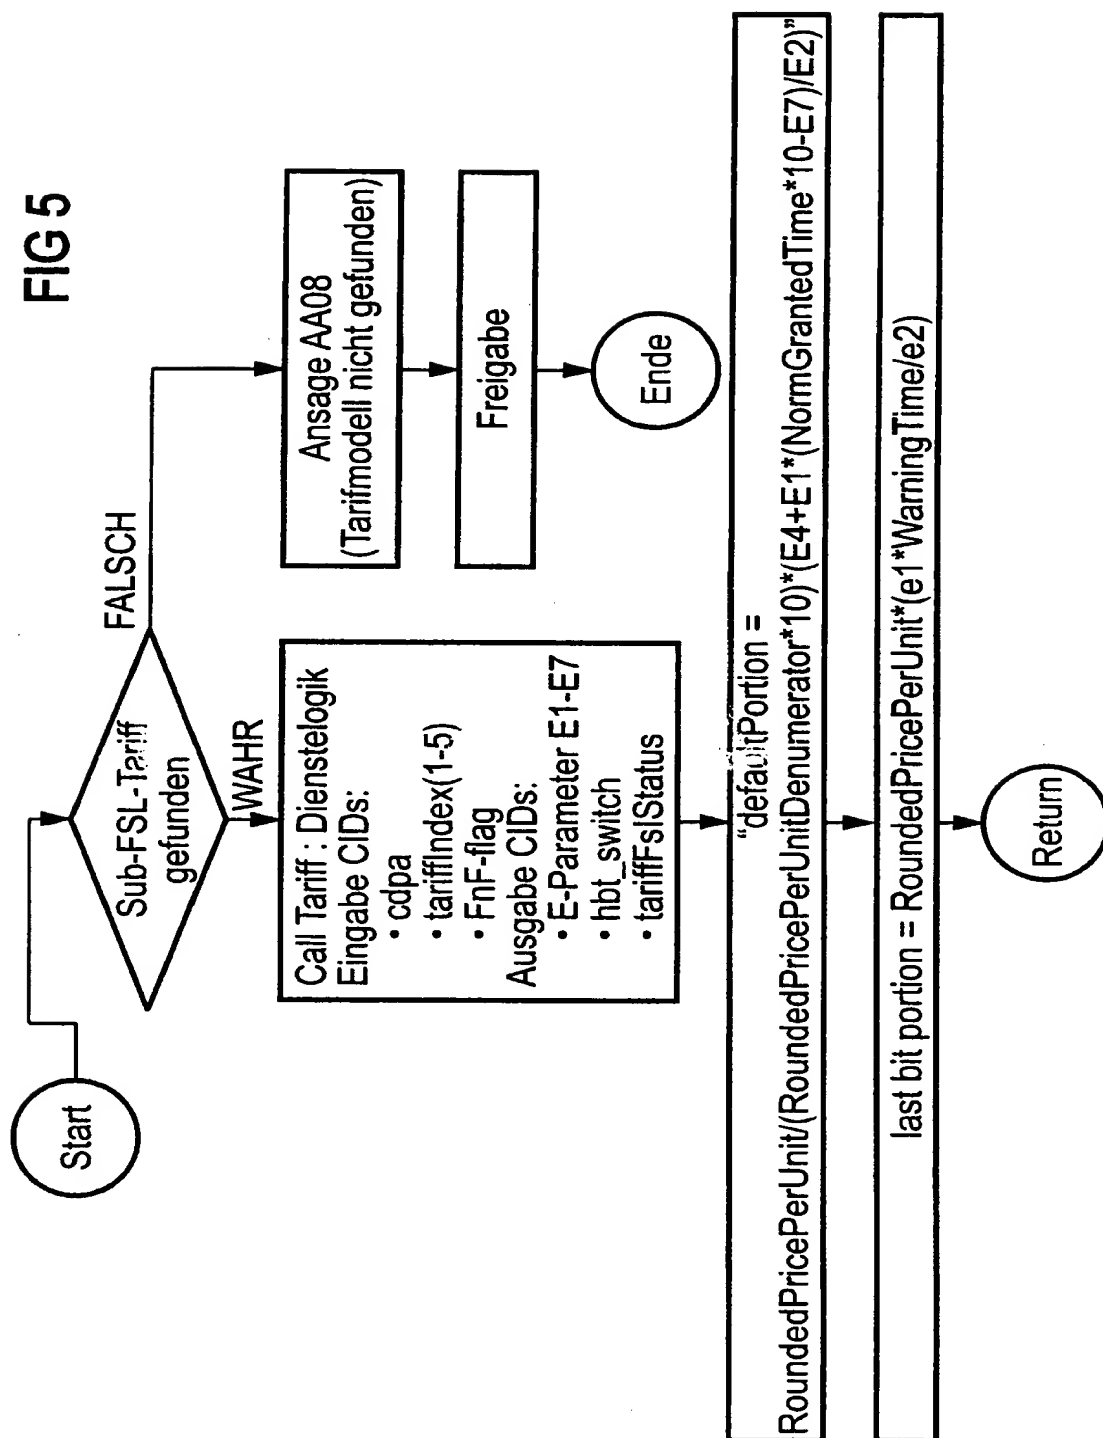 FIG 5
Start
Sub-FSL-Tariff
gefunden
FALSCH
WAHR
Ansage AA08
(Tarifmodell nicht gefunden)
Freigabe
Ende
Call Tariff : Dienstelogik
Eingabe CIDs:
• cdpa
• tariffIndex(1-5)
• FnF-flag
Ausgabe CIDs:
• E-Parameter E1-E7
• hbt_switch
• tariffFslStatus
“defaultPortion =
RoundedPricePerUnit/(RoundedPricePerUnitDenumerator*10)*(E4+E1*(NormGrantedTime*10-E7)/E2)”
last bit portion = RoundedPricePerUnit*(e1*WarningTime/e2)
Return